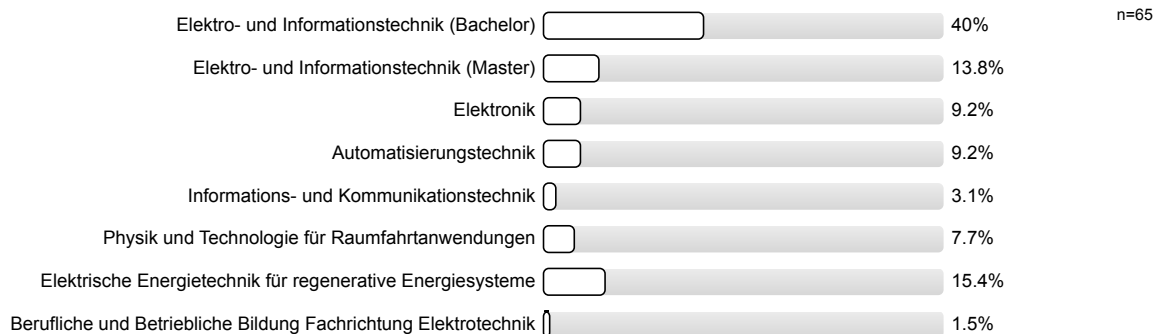 Elektro- und Informationstechnik (Bachelor) 40% n=65
Elektro- und Informationstechnik (Master) 13.8%
Elektronik 9.2%
Automatisierungstechnik 9.2%
Informations- und Kommunikationstechnik 3.1%
Physik und Technologie für Raumfahrtanwendungen 7.7%
Elektrische Energietechnik für regenerative Energiesysteme 15.4%
Berufliche und Betriebliche Bildung Fachrichtung Elektrotechnik 1.5%